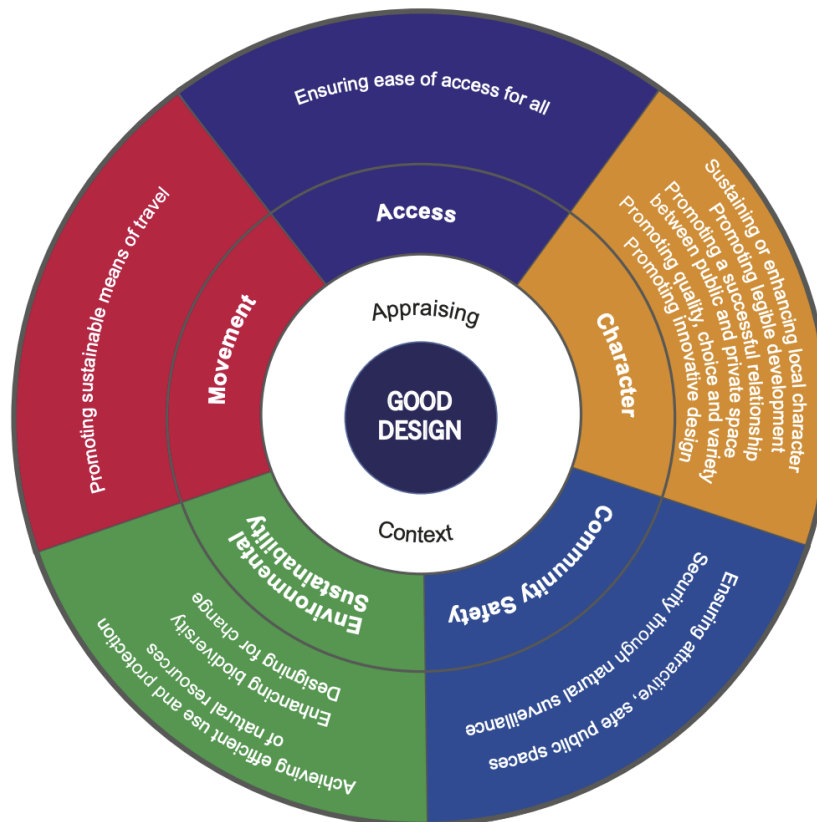 GOOD
DESIGN
Appraising
Context
Access
Ensuring ease of access for all
Character
Sustaining or enhancing local character
Promoting legible development
Promoting a successful relationship
between public and private space
Promoting quality, choice and variety
Promoting innovative design
Community Safety
Ensuring attractive, safe public spaces
Security through natural surveillance
Environmental
Sustainability
Achieving efficient use and protection
of natural resources
Enhancing biodiversity
Designing for change
Movement
Promoting sustainable means of travel